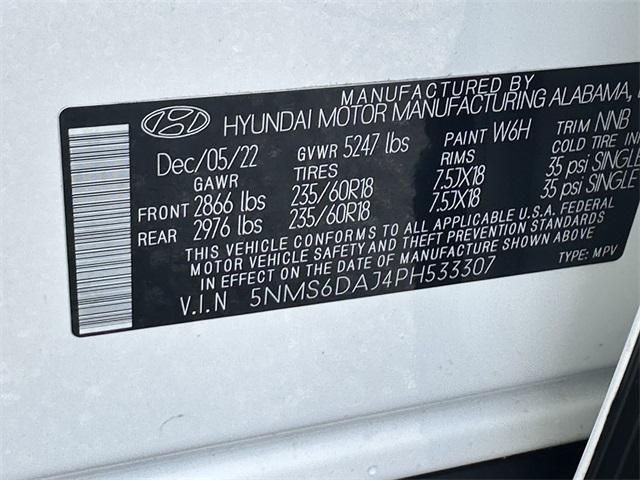 MANUFACTURED BY
HYUNDAI MOTOR MANUFACTURING ALABAMA,
Dec/05/22 GVWR 5247 lbs PAINT W6H TRIM NNB
GAWR TIRES RIMS COLD TIRE
FRONT 2866 lbs 235/60R18 7.5JX18 35 psi SINGLE
REAR 2976 lbs 235/60R18 7.5JX18 35 psi SINGLE
THIS VEHICLE CONFORMS TO ALL APPLICABLE U.S.A. FEDERAL
MOTOR VEHICLE SAFETY AND THEFT PREVENTION STANDARDS
IN EFFECT ON THE DATE OF MANUFACTURE SHOWN ABOVE
V.I.N 5NMS6DAJ4PH533307 TYPE: MPV